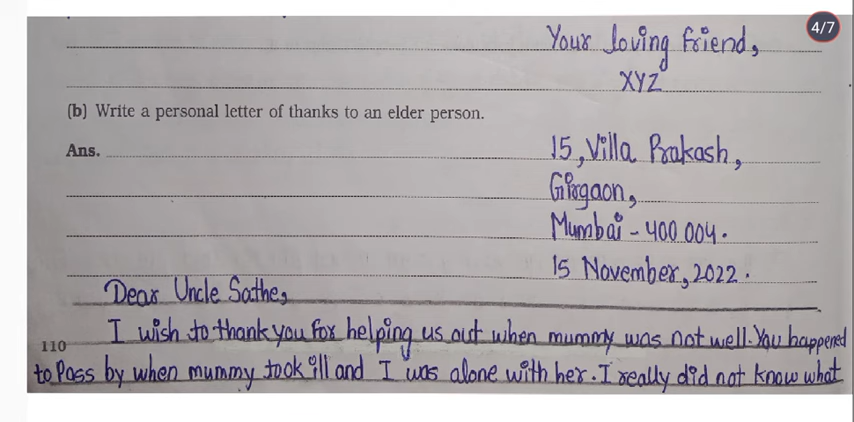 4/7
Your loving friend,
XYZ
(b) Write a personal letter of thanks to an elder person.
Ans.
15, Villa Prakash,
Girgaon,
Mumbai - 400 004.
15 November, 2022.
Dear Uncle Sathe,
I wish to thank you for helping us out when mummy was not well. You happened
110
to Pass by when mummy took ill and I was alone with her. I really did not know what